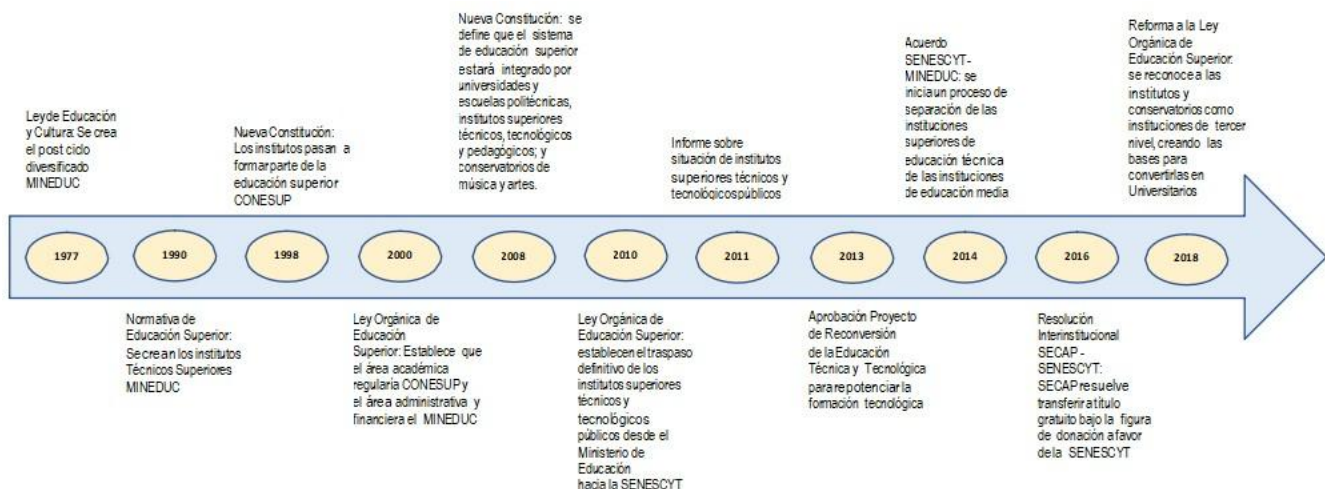 Ley de Educación
y Cultura: Se crea
el post ciclo
diversificado
MINEDUC
Nueva Constitución:
Los institutos pasan a
formar parte de la
educación superior
CONESUP
Nueva Constitución: se
define que el sistema
de educación superior
estará integrado por
universidades y
escuelas politécnicas,
institutos superiores
técnicos, tecnológicos
y pedagógicos; y
conservatorios de
música y artes.
Informe sobre
situación de institutos
superiores técnicos y
tecnológicos públicos
Acuerdo
SENESCYT-
MINEDUC: se
inicia un proceso de
separación de las
instituciones
superiores de
educación técnica
de las instituciones
de educación media
Reforma a la Ley
Orgánica de
Educación Superior:
se reconoce a las
institutos y
conservatorios como
instituciones de tercer
nivel, creando las
bases para
convertirlas en
Universitarios
1977
1990
1998
2000
2008
2010
2011
2013
2014
2016
2018
Normativa de
Educación Superior:
Se crean los institutos
Técnicos Superiores
MINEDUC
Ley Orgánica de
Educación
Superior: Establece que
el área académica
regularía CONESUP y
el área administrativa y
financiera el MINEDUC
Ley Orgánica de
Educación Superior:
establecen el traspaso
definitivo de los
institutos superiores
técnicos y
tecnológicos
públicos desde el
Ministerio de
Educación
hacia la SENESCYT
Aprobación Proyecto
de Reconversión
de la Educación
Técnica y Tecnológica
para repotenciar la
formación tecnológica
Resolución
Interinstitucional
SECAP -
SENESCYT:
SECAP resuelve
transferir a título
gratuito bajo la figura
de donación a favor
de la SENESCYT